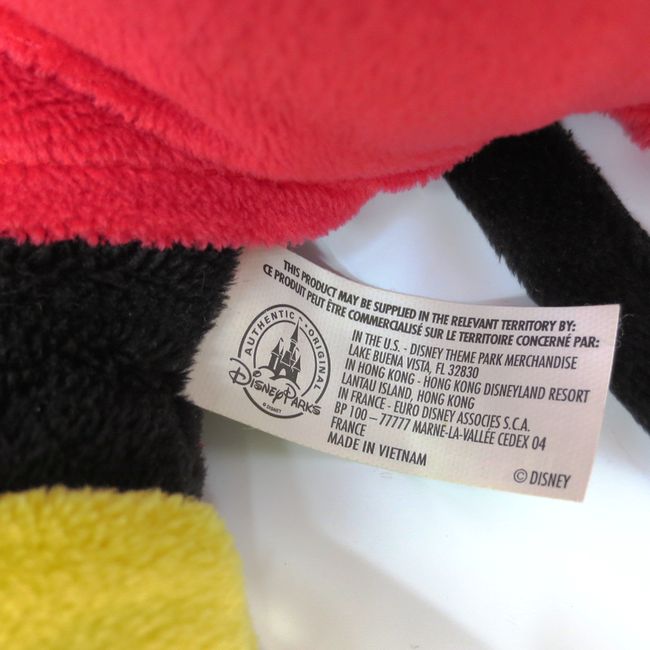 THIS PRODUCT MAY BE SUPPLIED IN THE RELEVANT TERRITORY BY:
CE PRODUIT PEUT ÊTRE COMMERCIALISÉ SUR LE TERRITOIRE CONCERNÉ PAR:
AUTHENTIC · ORIGINAL
Disney Parks
© DISNEY
IN THE U.S. - DISNEY THEME PARK MERCHANDISE
LAKE BUENA VISTA, FL 32830
IN HONG KONG - HONG KONG DISNEYLAND RESORT
LANTAU ISLAND, HONG KONG
IN FRANCE - EURO DISNEY ASSOCIES S.C.A.
BP 100 – 77777 MARNE-LA-VALLÉE CEDEX 04
FRANCE
MADE IN VIETNAM
© DISNEY